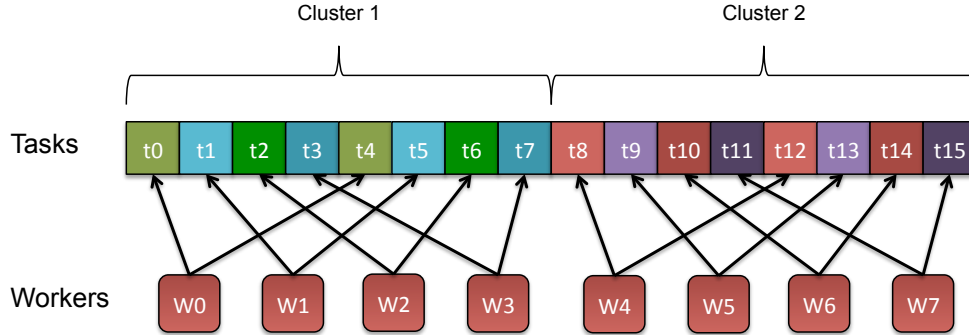 Cluster 1 Cluster 2
Tasks t0 t1 t2 t3 t4 t5 t6 t7 t8 t9 t10 t11 t12 t13 t14 t15
Workers W0 W1 W2 W3 W4 W5 W6 W7